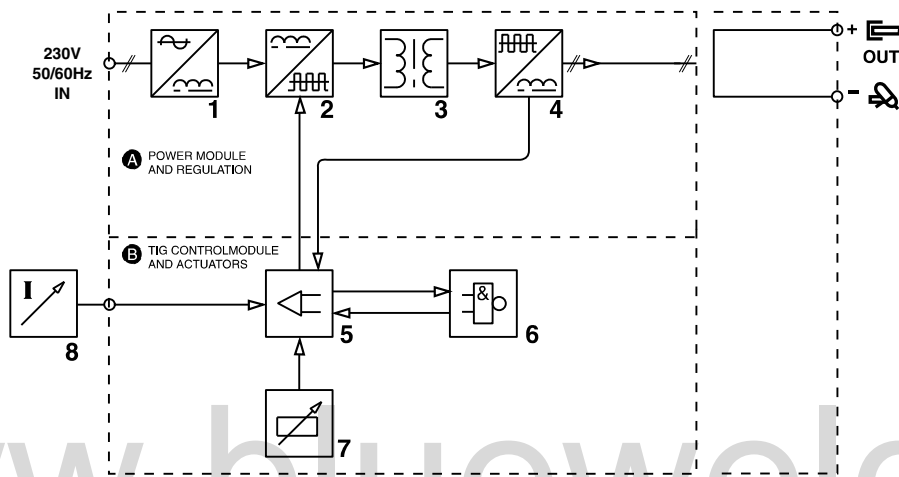 230V
50/60Hz
IN
1
2
3
4
+
OUT
-
A POWER MODULE
AND REGULATION
B TIG CONTROLMODULE
AND ACTUATORS
I
8
5
&
6
7
w.bluewel